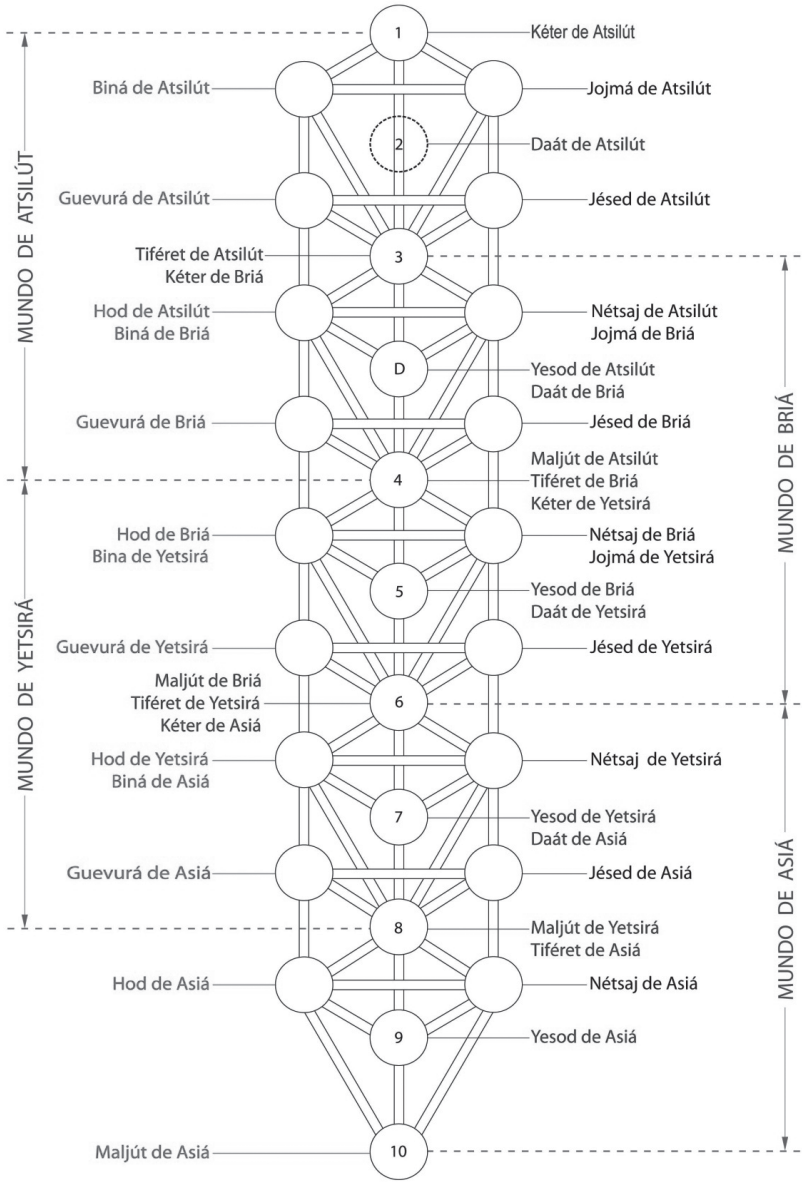 1
Kéter de Atsilút
Biná de Atsilút
Jojmá de Atsilút
2
Daát de Atsilút
MUNDO DE ATSILÚT
Guevurá de Atsilút
Jésed de Atsilút
Tiféret de Atsilút
Kéter de Briá
3
Hod de Atsilút
Biná de Briá
Nétsaj de Atsilút
Jojmá de Briá
D
Yesod de Atsilút
Daát de Briá
MUNDO DE BRIÁ
Guevurá de Briá
Jésed de Briá
4
Maljút de Atsilút
Tiféret de Briá
Kéter de Yetsirá
Hod de Briá
Bina de Yetsirá
Nétsaj de Briá
Jojmá de Yetsirá
5
Yesod de Briá
Daát de Yetsirá
MUNDO DE YETSIRÁ
Guevurá de Yetsirá
Jésed de Yetsirá
Maljút de Briá
Tiféret de Yetsirá
Kéter de Asiá
6
Hod de Yetsirá
Biná de Asiá
Nétsaj de Yetsirá
7
Yesod de Yetsirá
Daát de Asiá
MUNDO DE ASIÁ
Guevurá de Asiá
Jésed de Asiá
8
Maljút de Yetsirá
Tiféret de Asiá
Hod de Asiá
Nétsaj de Asiá
9
Yesod de Asiá
Maljút de Asiá
10